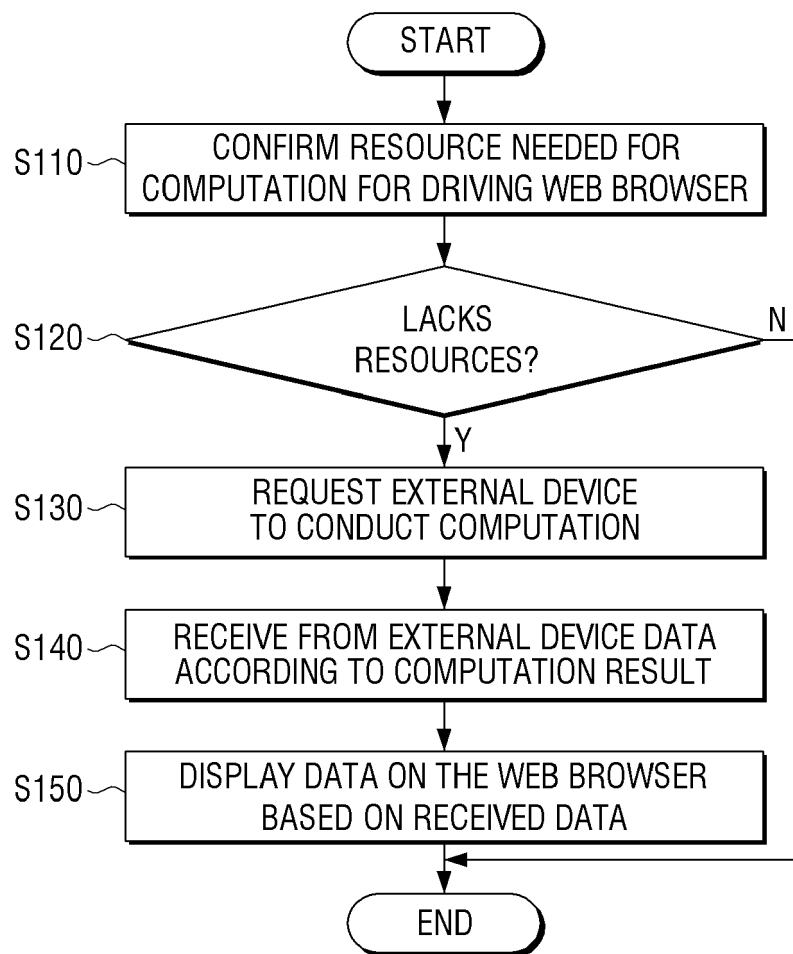 START
S110
CONFIRM RESOURCE NEEDED FOR
COMPUTATION FOR DRIVING WEB BROWSER
S120
LACKS
RESOURCES?
N
Y
S130
REQUEST EXTERNAL DEVICE
TO CONDUCT COMPUTATION
S140
RECEIVE FROM EXTERNAL DEVICE DATA
ACCORDING TO COMPUTATION RESULT
S150
DISPLAY DATA ON THE WEB BROWSER
BASED ON RECEIVED DATA
END